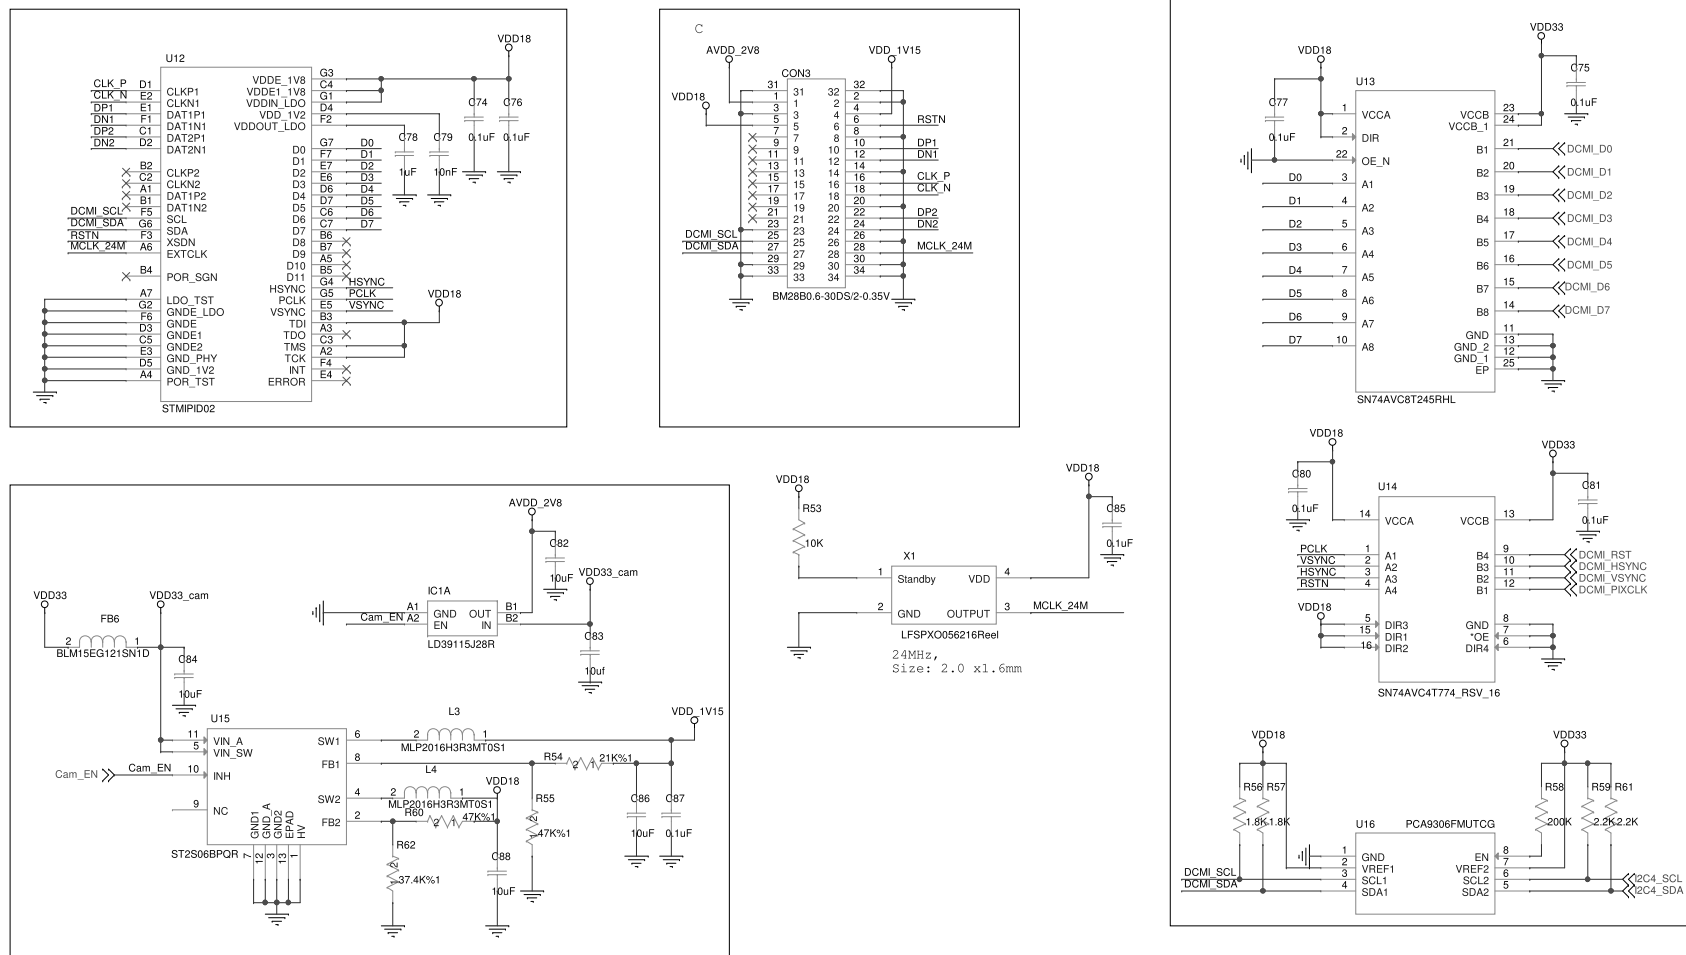 U12
VDD18
CLK_P D1 CLKP1
CLK_N E2 CLKN1
DP1 E1 DAT1P1
DN1 F1 DAT1N1
DP2 C1 DAT2P1
DN2 D2 DAT2N1
B2 CLKP2
C2 CLKN2
A1 DAT1P2
B1 DAT1N2
DCMI_SCL F5 SCL
DCMI_SDA G6 SDA
RSTN F3 XSDN
MCLK_24M A6 EXTCLK
B4 POR_SGN
A7 LDO_TST
G2 GNDE_LDO
F6 GNDE
D3 GNDE1
C5 GNDE2
E3 GND_PHY
D5 GND_1V2
A4 POR_TST
VDDE_1V8 G3
VDDE1_1V8 C4
VDDIN_LDO G1
VDD_1V2 D4
VDDOUT_LDO F2
D0 G7 D0
D1 F7 D1
D2 E7 D2
D3 E6 D3
D4 D6 D4
D5 D7 D5
D6 C6 D6
D7 C7 D7
D8 B6
D9 B7
D10 A5
D11 B5
HSYNC G4 HSYNC
PCLK G5 PCLK
VSYNC E5 VSYNC
TDI B3
TDO A3
TMS C3
TCK A2
INT F4
ERROR E4
VDD18
STMIPID02
C74 0.1uF
C76 0.1uF
C78 1uF
C79 10nF
C
AVDD_2V8
VDD_1V15
VDD18
CON3
31 31 32 32
1 1 2 2
3 3 4 4
5 5 6 6 RSTN
7 7 8 8
9 9 10 10 DP1
11 11 12 12 DN1
13 13 14 14
15 15 16 16 CLK_P
17 17 18 18 CLK_N
19 19 20 20
21 21 22 22 DP2
23 23 24 24 DN2
DCMI_SCL 25 25 26 26
DCMI_SDA 27 27 28 28 MCLK_24M
29 29 30 30
33 33 34 34
BM28B0.6-30DS/2-0.35V
VDD18
VDD33
C77 0.1uF
C75 0.1uF
U13
1 VCCA
2 DIR
22 OE_N
D0 3 A1
D1 4 A2
D2 5 A3
D3 6 A4
D4 7 A5
D5 8 A6
D6 9 A7
D7 10 A8
VCCB 23
VCCB_1 24
B1 21 DCMI_D0
B2 20 DCMI_D1
B3 19 DCMI_D2
B4 18 DCMI_D3
B5 17 DCMI_D4
B6 16 DCMI_D5
B7 15 DCMI_D6
B8 14 DCMI_D7
GND 11
GND_2 13
GND_1 12
EP 25
SN74AVC8T245RHL
VDD18
VDD33
C80 0.1uF
C81 0.1uF
U14
14 VCCA
VCCB 13
PCLK 1 A1
VSYNC 2 A2
HSYNC 3 A3
RSTN 4 A4
B4 9 DCMI_RST
B3 10 DCMI_HSYNC
B2 11 DCMI_VSYNC
B1 12 DCMI_PIXCLK
VDD18
5 DIR3
15 DIR1
16 DIR2
GND 8
*OE 7
DIR4 6
SN74AVC4T774_RSV_16
VDD18
VDD33
R56 1.8K
R57 1.8K
R58 200K
R59 2.2K
R61 2.2K
U16
PCA9306FMUTCG
1 GND
2 VREF1
DCMI_SCL 3 SCL1
DCMI_SDA 4 SDA1
EN 8
VREF2 7
SCL2 6 I2C4_SCL
SDA2 5 I2C4_SDA
VDD18
R53
10K
VDD18
C85
0.1uF
X1
1 Standby
2 GND
VDD 4
OUTPUT 3 MCLK_24M
LFSPXO056216Reel
24MHz,
Size: 2.0 x1.6mm
AVDD_2V8
C82
10uF
VDD33_cam
IC1A
A1 GND
Cam_EN A2 EN
OUT B1
IN B2
LD39115J28R
C83
10uf
VDD33
VDD33_cam
FB6
2 1
BLM15EG121SN1D
C84
10uF
U15
11 VIN_A
5 VIN_SW
Cam_EN Cam_EN 10 INH
9 NC
SW1 6
FB1 8
SW2 4
FB2 2
GND1 GND_A GND2 EPAD HV
7 12 3 13 1
ST2S06BPQR
L3
2 1
MLP2016H3R3MT0S1
VDD_1V15
R54 2 1 21K%1
L4
2 1
MLP2016H3R3MT0S1
VDD18
R60 2 1 47K%1
R55 2 47K%1
R62 2 37.4K%1
C86 10uF
C87 0.1uF
C88 10uF